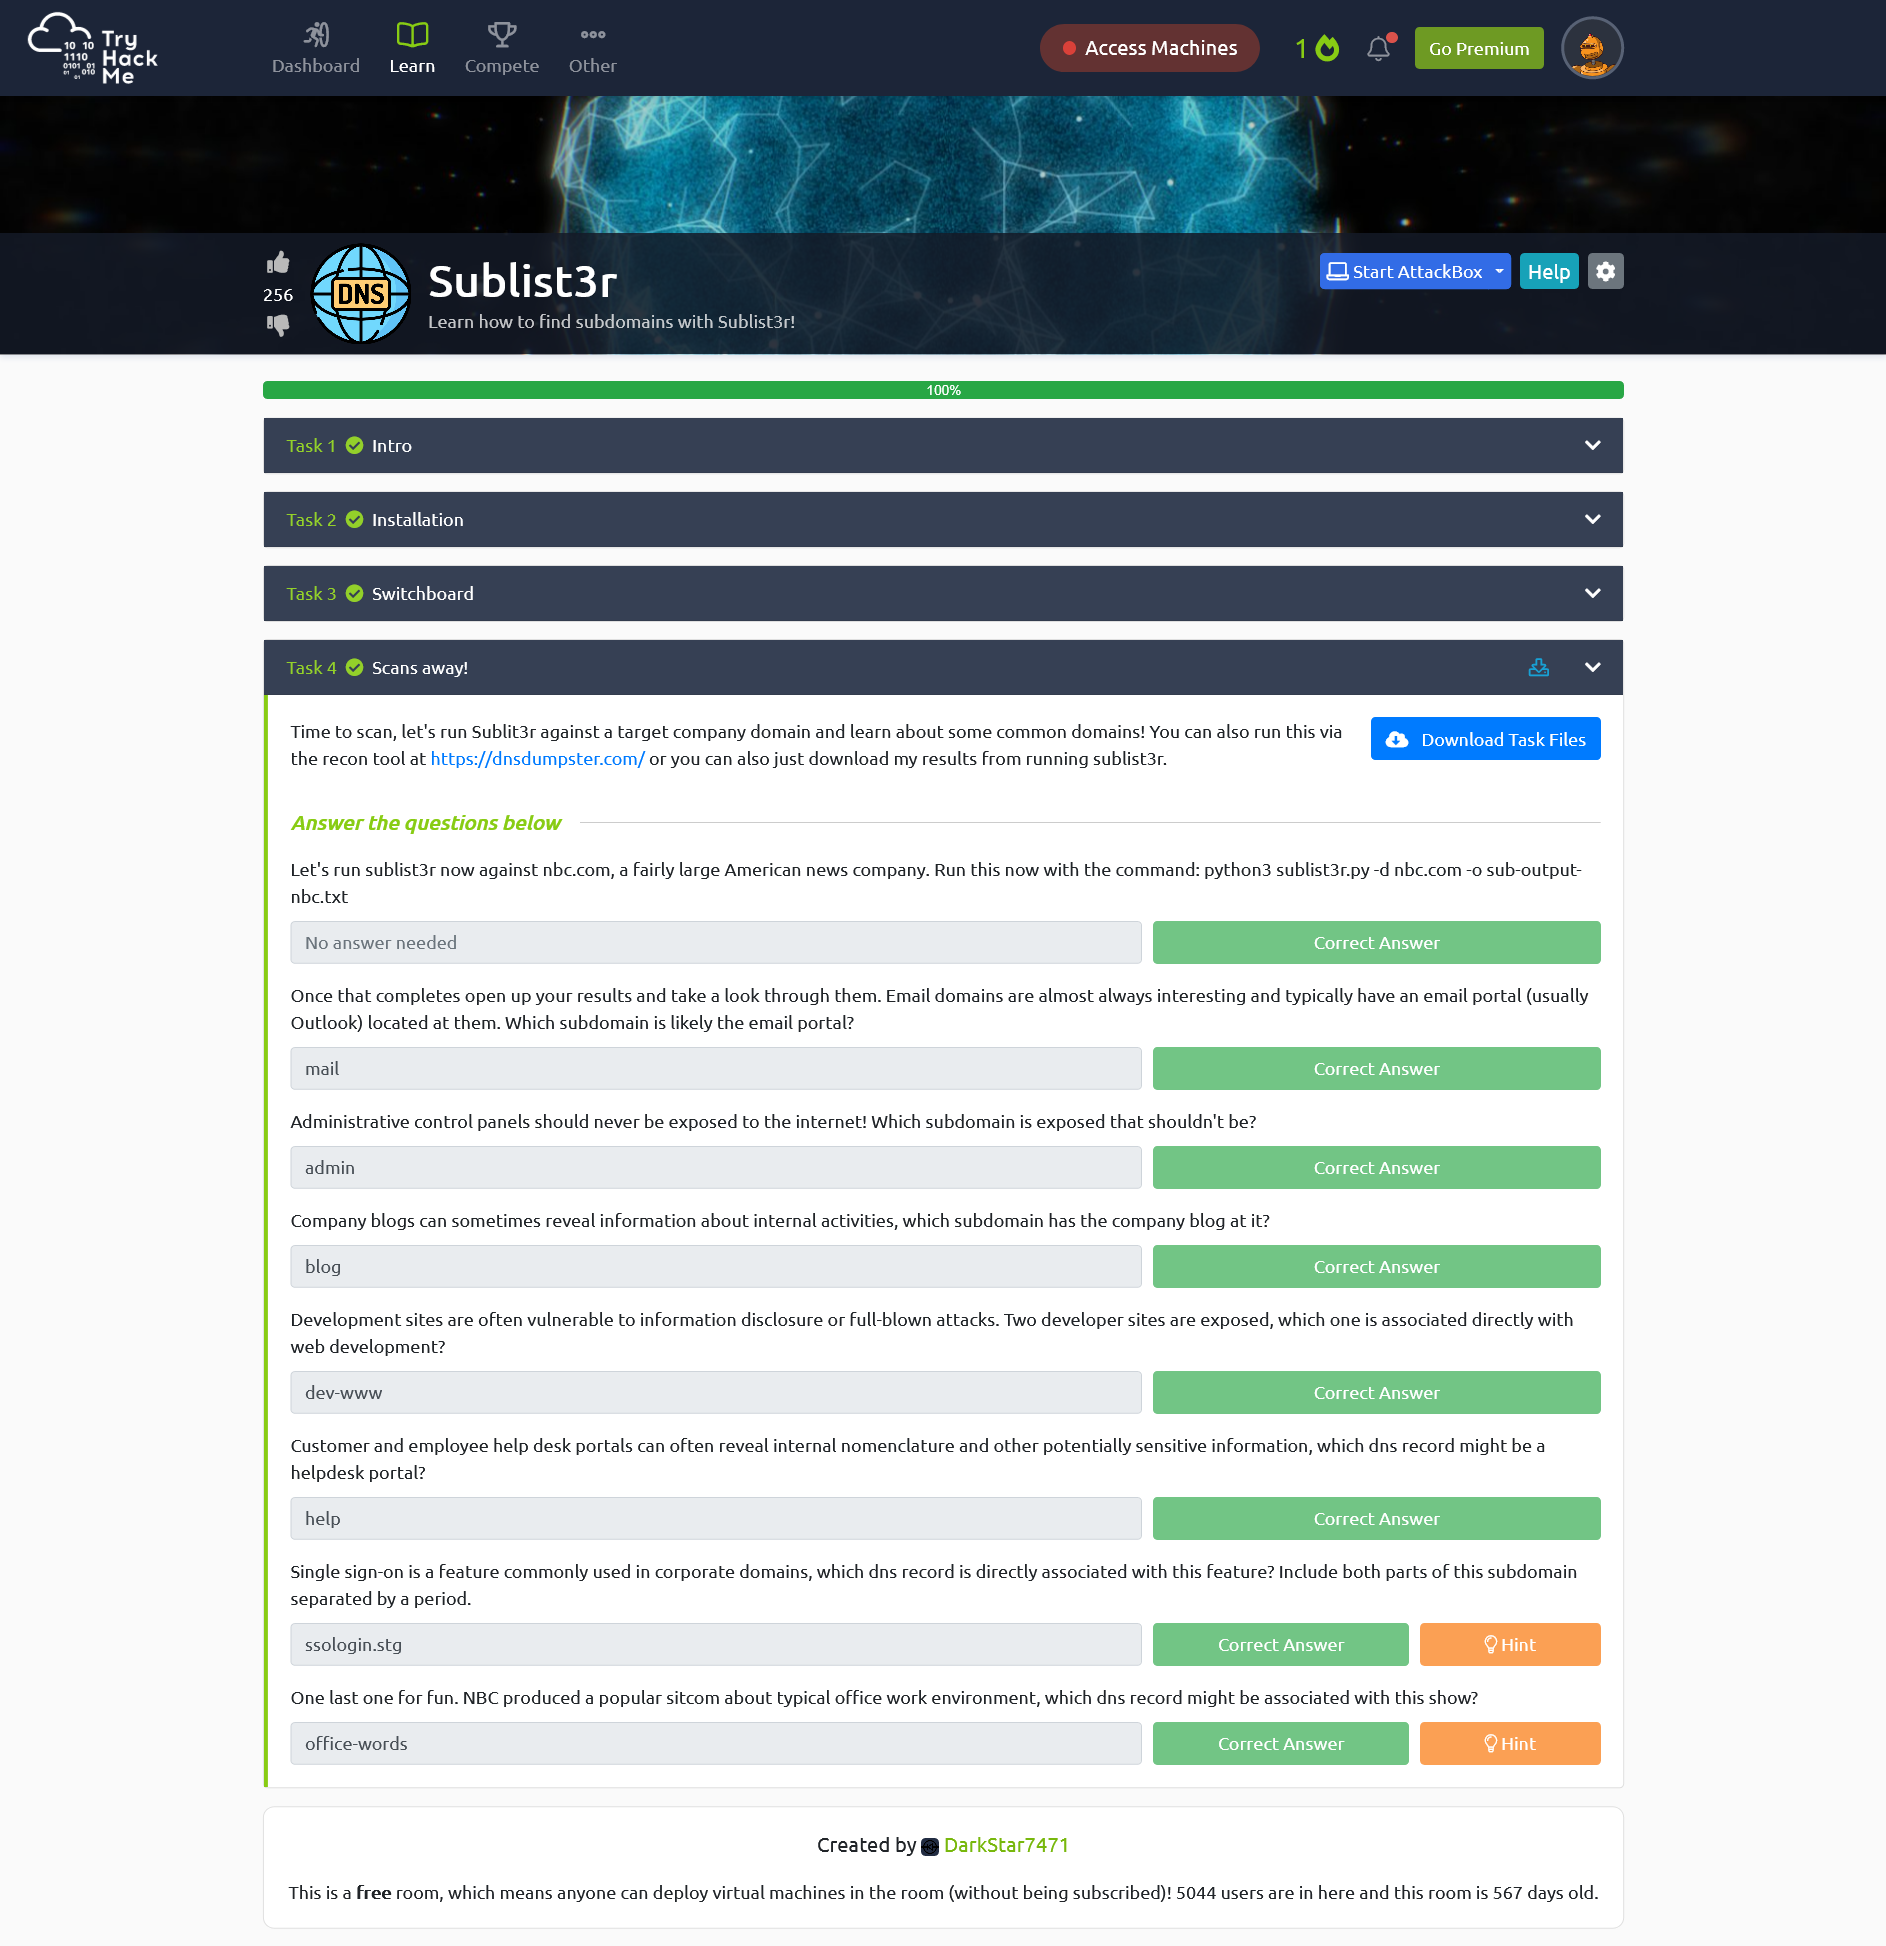 Try
Hack
Me
10 10
1110
0101 01
01 010
01
Dashboard
Learn
Compete
Other
Access Machines
1
Go Premium
256
DNS
Sublist3r
Learn how to find subdomains with Sublist3r!
Start AttackBox
Help
100%
Task 1 Intro
Task 2 Installation
Task 3 Switchboard
Task 4 Scans away!
Time to scan, let's run Sublit3r against a target company domain and learn about some common domains! You can also run this via
the recon tool at https://dnsdumpster.com/ or you can also just download my results from running sublist3r.
Download Task Files
Answer the questions below
Let's run sublist3r now against nbc.com, a fairly large American news company. Run this now with the command: python3 sublist3r.py -d nbc.com -o sub-output-
nbc.txt
No answer needed
Correct Answer
Once that completes open up your results and take a look through them. Email domains are almost always interesting and typically have an email portal (usually
Outlook) located at them. Which subdomain is likely the email portal?
mail
Correct Answer
Administrative control panels should never be exposed to the internet! Which subdomain is exposed that shouldn't be?
admin
Correct Answer
Company blogs can sometimes reveal information about internal activities, which subdomain has the company blog at it?
blog
Correct Answer
Development sites are often vulnerable to information disclosure or full-blown attacks. Two developer sites are exposed, which one is associated directly with
web development?
dev-www
Correct Answer
Customer and employee help desk portals can often reveal internal nomenclature and other potentially sensitive information, which dns record might be a
helpdesk portal?
help
Correct Answer
Single sign-on is a feature commonly used in corporate domains, which dns record is directly associated with this feature? Include both parts of this subdomain
separated by a period.
ssologin.stg
Correct Answer
Hint
One last one for fun. NBC produced a popular sitcom about typical office work environment, which dns record might be associated with this show?
office-words
Correct Answer
Hint
Created by DarkStar7471
This is a free room, which means anyone can deploy virtual machines in the room (without being subscribed)! 5044 users are in here and this room is 567 days old.